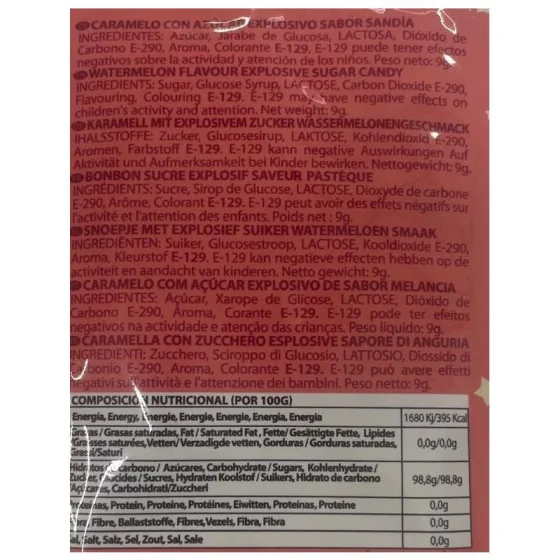 CARAMELO CON AZÚCAR EXPLOSIVO SABOR SANDÍA
INGREDIENTES: Azúcar, Jarabe de Glucosa, LACTOSA, Dióxido de
Carbono E-290, Aroma, Colorante E-129. E-129 puede tener efectos
negativos sobre la actividad y atención de los niños. Peso neto: 9g.
WATERMELON FLAVOUR EXPLOSIVE SUGAR CANDY
INGREDIENTS: Sugar, Glucose Syrup, LACTOSE, Carbon Dioxide E-290,
Flavouring, Colouring E-129. E-129 may have negative effects on
children's activity and attention. Net weight: 9g.
KARAMELL MIT EXPLOSIVEM ZUCKER WASSERMELONENGESCHMACK
IHALSTOFFE: Zucker, Glucosesirup, LAKTOSE, Kohlendioxid E-290,
Aromen, Farbstoff E-129. E-129 kann negative Auswirkungen Auf
Aktivität und Aufmerksamkeit bei Kinder bewirken. Nettogewicht: 9g.
BONBON SUCRE EXPLOSIF SAVEUR PASTÈQUE
INGRÉDIENTS: Sucre, Sirop de Glucose, LACTOSE, Dioxyde de carbone
E-290, Arôme, Colorant E-129. E-129 peut avoir des effets négatifs sur
l'activité et l'attention des enfants. Poids net : 9g.
SNOEPJE MET EXPLOSIEF SUIKER WATERMELOEN SMAAK
INGREDIËNTEN: Suiker, Glucosestroop, LACTOSE, Kooldioxide E-290,
Aroma, Kleurstof E-129. E-129 kan negatieve effecten hebben op de
activiteit en aandacht van kinderen. Netto gewicht: 9g.
CARAMELO COM AÇÚCAR EXPLOSIVO DE SABOR MELANCIA
INGREDIENTES: Açúcar, Xarope de Glicose, LACTOSE, Dióxido de
Carbono E-290, Aroma, Corante E-129. E-129 pode ter efeitos
negativos na actividade e atenção das crianças. Peso líquido: 9g.
CARAMELLA CON ZUCCHERO ESPLOSIVE SAPORE DI ANGURIA
INGREDIENTI: Zucchero, Sciroppo di Glucosio, LATTOSIO, Diossido di
Carbonio E-290, Aroma, Colorante E-129. E-129 può avere effetti
negativi sull'attività e l'attenzione dei bambini. Peso netto: 9g.
COMPOSICIÓN NUTRICIONAL (POR 100G)
Energía, Energy, Energie, Energie, Energie, Energia, Energia 1680 Kj/395 Kcal
Grasas / Grasas saturadas, Fat / Saturated Fat, Fette/ Gesättigte Fette, Lipides
/Grasses saturées, Vetten/ Verzadigde vetten, Gorduras / Gorduras saturadas, 0,0g/0,0g
Grassi/Saturi
Hidratos de carbono / Azúcares, Carbohydrate / Sugars, Kohlenhydrate /
Zucker, Glucides / Sucres, Hydraten Koolstof / Suikers, Hidrato de carbono 98,8g/98,8g
/Açúcares, Carbohidrati/Zuccheri
Proteínas, Protein, Proteine, Protéines, Eiwitten, Proteínas, Proteine 0,0g
Fibra, Fibre, Ballaststoffe, Fibres, Vezels, Fibra, Fibra 0,0g
Sal, Salt, Salz, Sel, Zout, Sal, Sale 0,0g